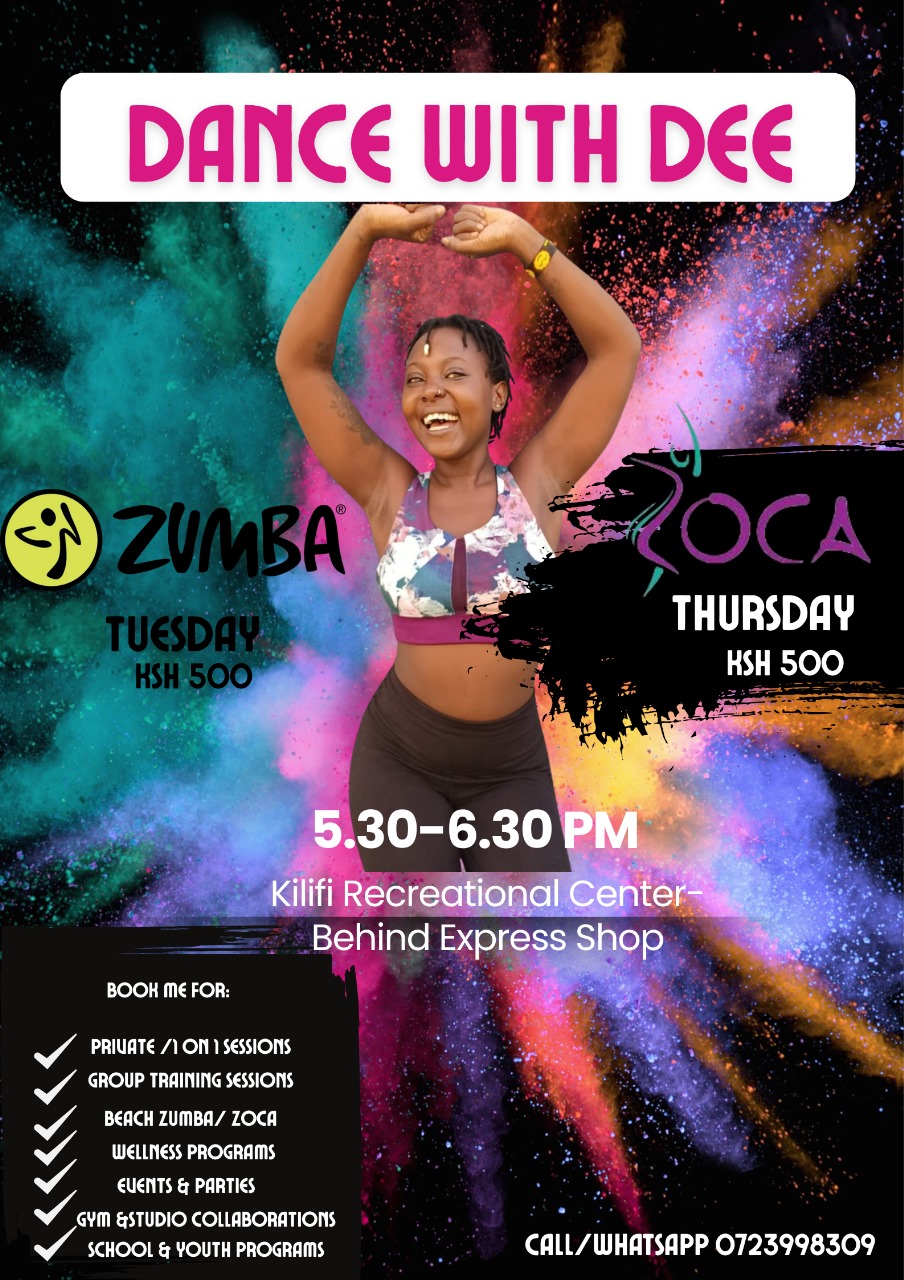 DANCE WITH DEE
ZUMBA®
TUESDAY
KSH 500
ZOCA
THURSDAY
KSH 500
5.30-6.30 PM
Kilifi Recreational Center-
Behind Express Shop
BOOK ME FOR:
PRIVATE /1 ON 1 SESSIONS
GROUP TRAINING SESSIONS
BEACH ZUMBA/ ZOCA
WELLNESS PROGRAMS
EVENTS & PARTIES
GYM &STUDIO COLLABORATIONS
SCHOOL & YOUTH PROGRAMS
CALL/WHATSAPP 0723998309